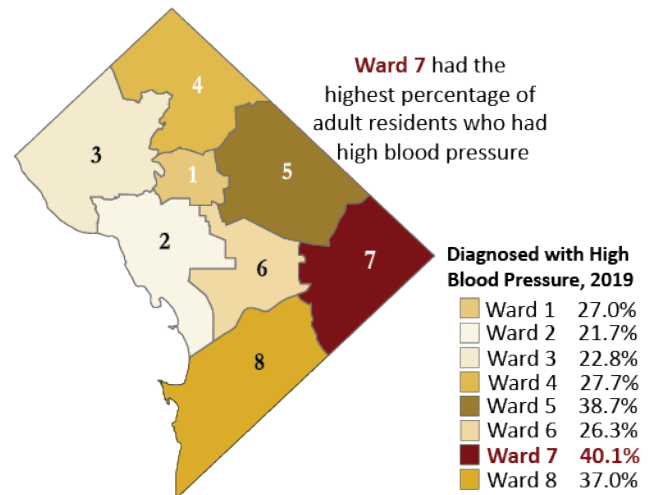 Ward 7 had the
highest percentage of
adult residents who had
high blood pressure
4
3
1
5
2
6
7
8
Diagnosed with High
Blood Pressure, 2019
Ward 1 27.0%
Ward 2 21.7%
Ward 3 22.8%
Ward 4 27.7%
Ward 5 38.7%
Ward 6 26.3%
Ward 7 40.1%
Ward 8 37.0%